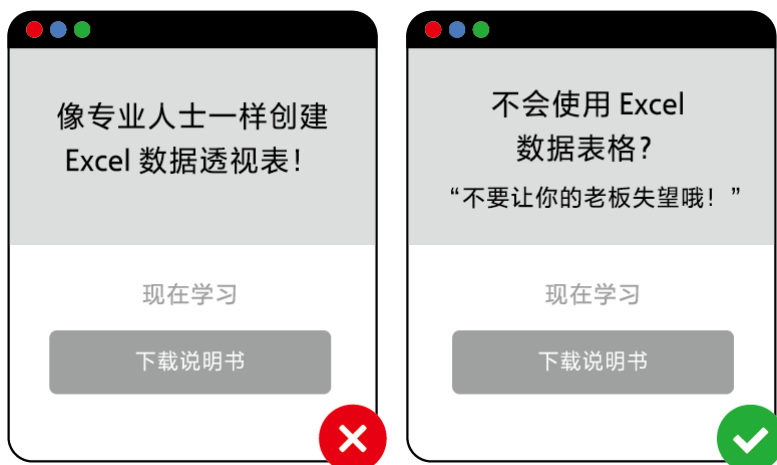 像专业人士一样创建
Excel 数据透视表！
现在学习
下载说明书
不会使用 Excel
数据表格？
“不要让你的老板失望哦！”
现在学习
下载说明书